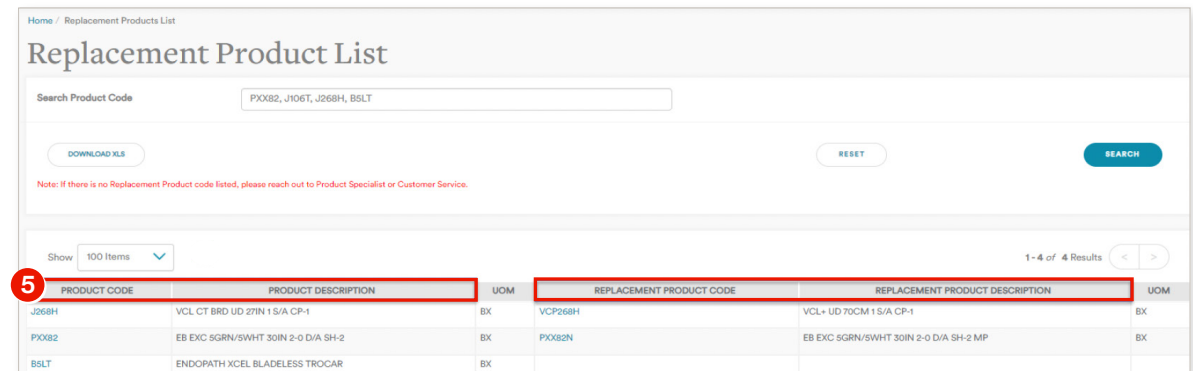 Home / Replacement Products List
Replacement Product List
Search Product Code PXX82, J106T, J268H, B5LT
DOWNLOAD XLS RESET SEARCH
Note: If there is no Replacement Product code listed, please reach out to Product Specialist or Customer Service.
Show 100 Items 1 - 4 of 4 Results < >
5
PRODUCT CODE PRODUCT DESCRIPTION UOM REPLACEMENT PRODUCT CODE REPLACEMENT PRODUCT DESCRIPTION UOM
J268H VCL CT BRD UD 27IN 1 S/A CP-1 BX VCP268H VCL+ UD 70CM 1 S/A CP-1 BX
PXX82 EB EXC 5GRN/5WHT 30IN 2-0 D/A SH-2 BX PXX82N EB EXC 5GRN/5WHT 30IN 2-0 D/A SH-2 MP BX
B5LT ENDOPATH XCEL BLADELESS TROCAR BX